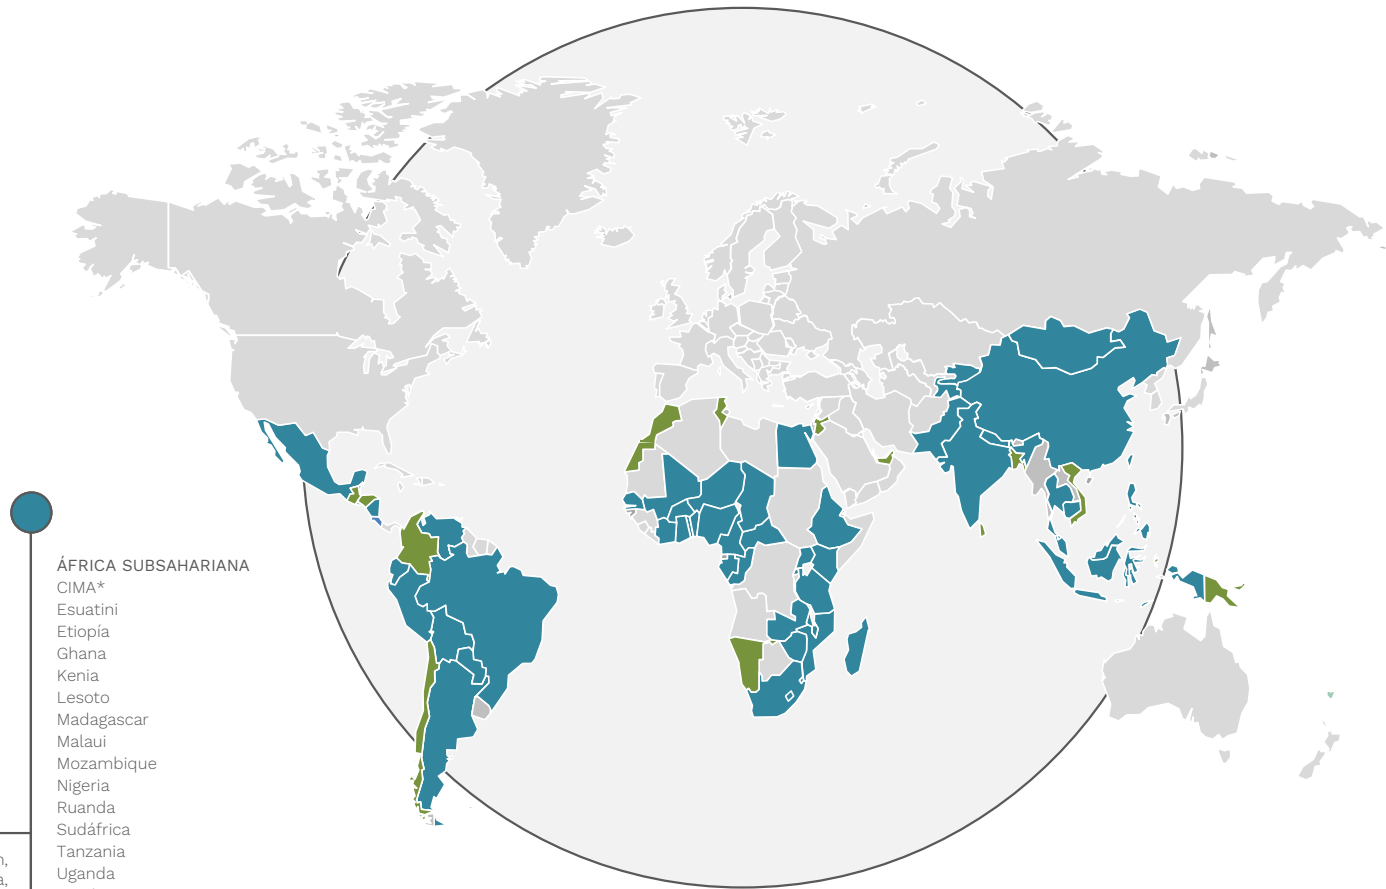 ÁFRICA SUBSAHARIANA
CIMA*
Esuatini
Etiopía
Ghana
Kenia
Lesoto
Madagascar
Malaui
Mozambique
Nigeria
Ruanda
Sudáfrica
Tanzania
Uganda